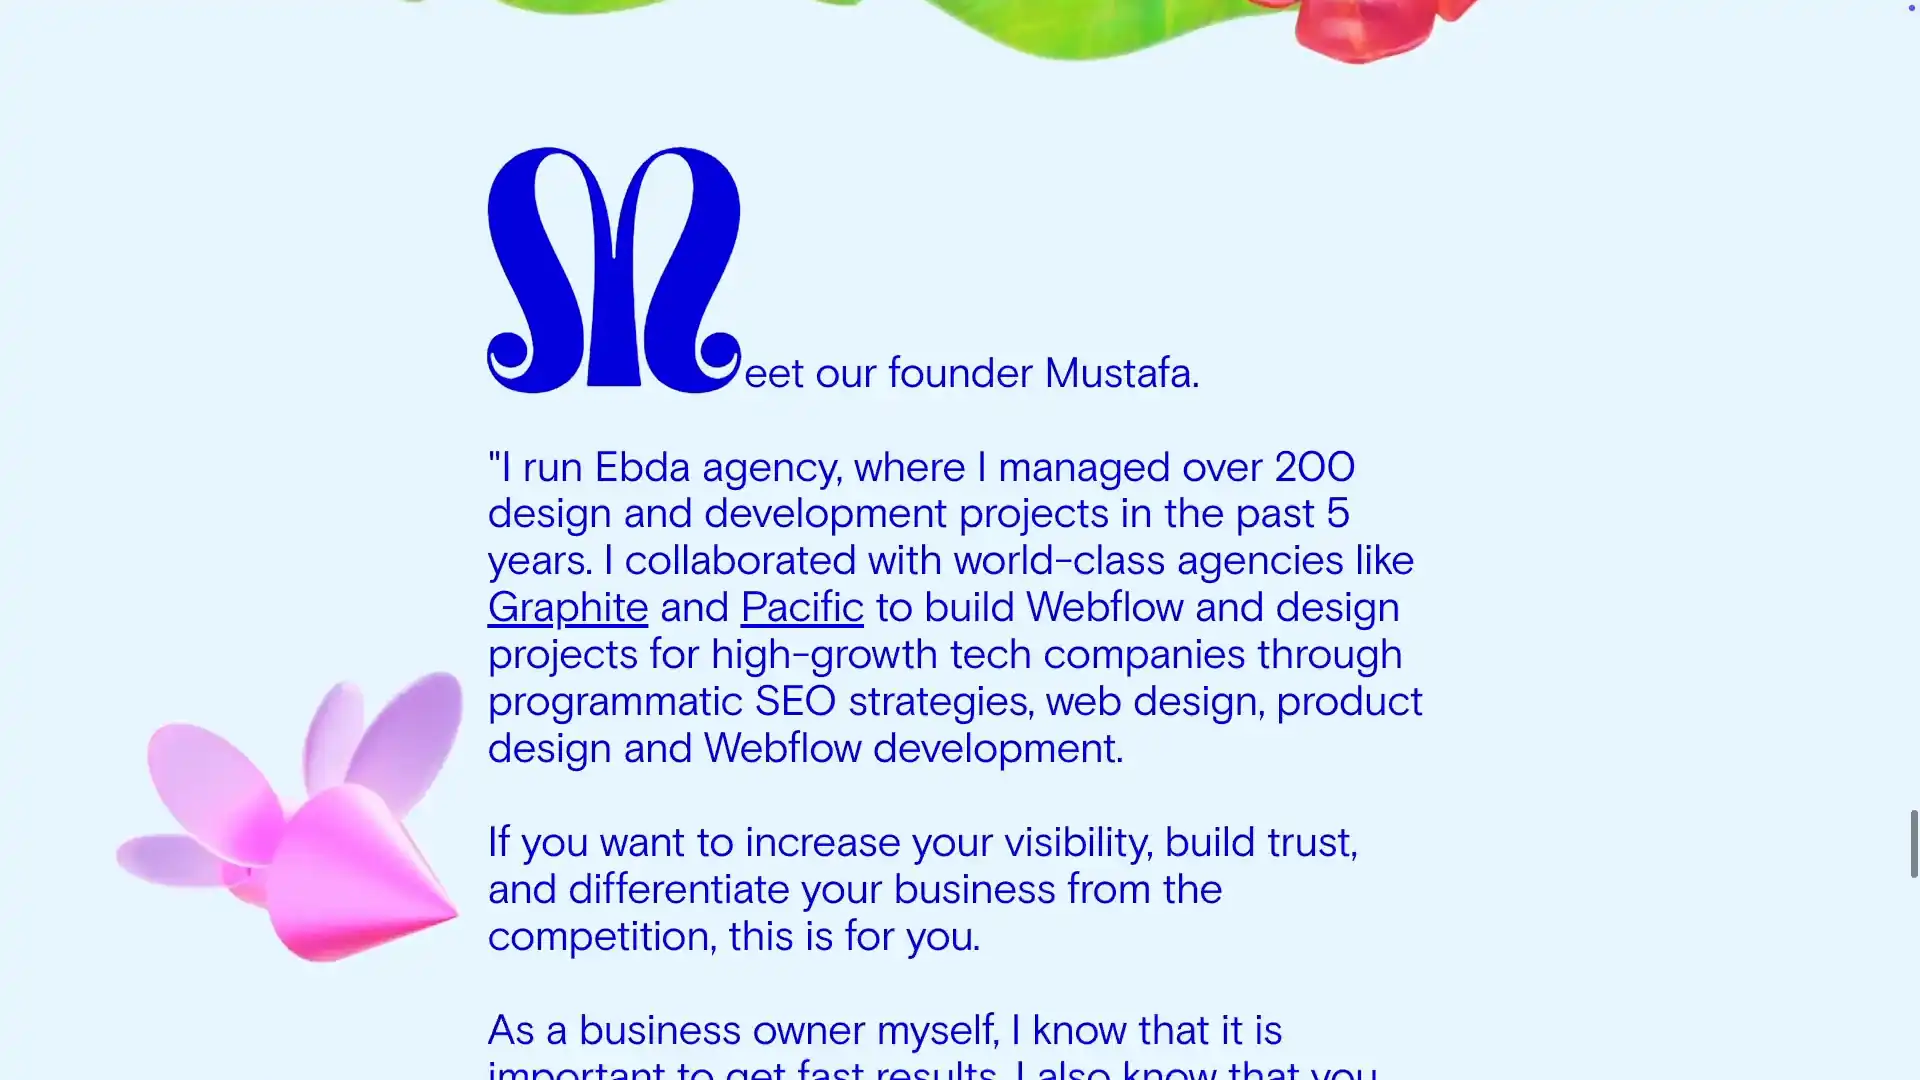 Meet our founder Mustafa.
"I run Ebda agency, where I managed over 200
design and development projects in the past 5
years. I collaborated with world-class agencies like
Graphite and Pacific to build Webflow and design
projects for high-growth tech companies through
programmatic SEO strategies, web design, product
design and Webflow development.
If you want to increase your visibility, build trust,
and differentiate your business from the
competition, this is for you.
As a business owner myself, I know that it is
important to get fast results. I also know that you